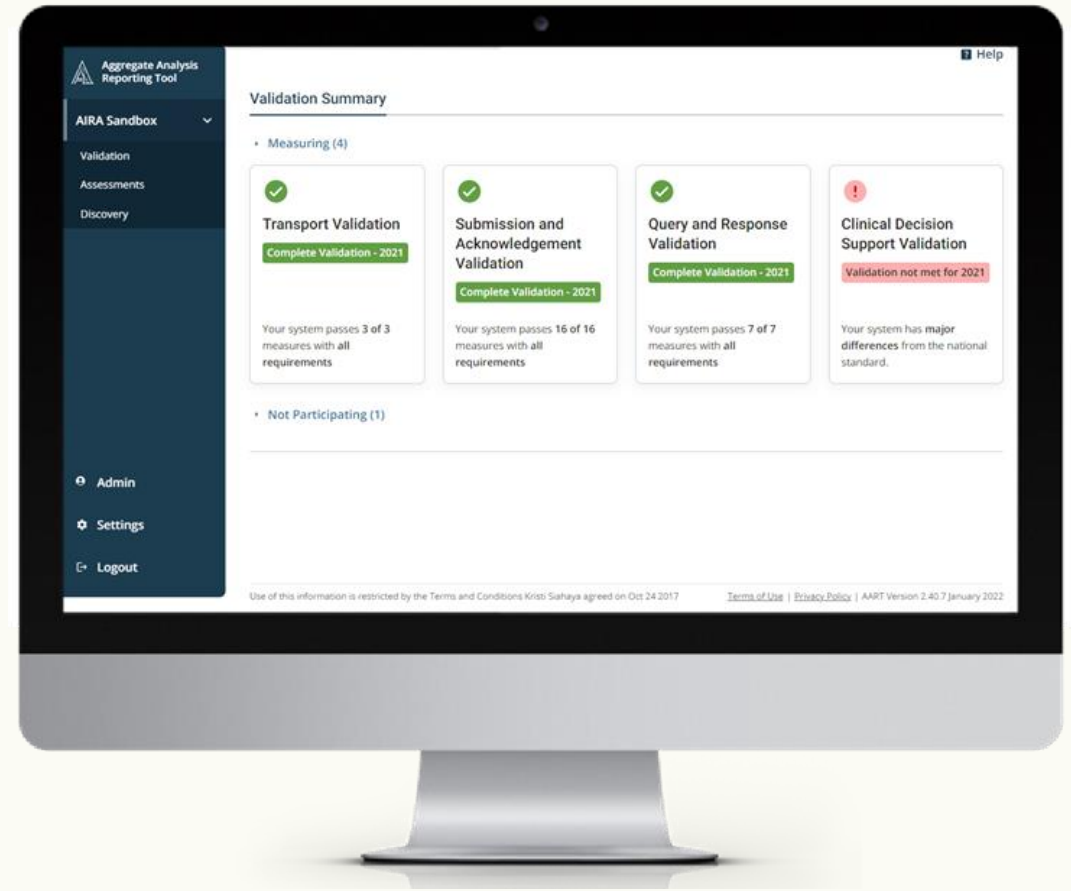 Aggregate Analysis
Reporting Tool
AIRA Sandbox
Validation
Assessments
Discovery
Admin
Settings
Logout
Help
Validation Summary
Measuring (4)
Transport Validation
Complete Validation - 2021
Your system passes 3 of 3
measures with all
requirements
Submission and
Acknowledgement
Validation
Complete Validation - 2021
Your system passes 16 of 16
measures with all
requirements
Query and Response
Validation
Complete Validation - 2021
Your system passes 7 of 7
measures with all
requirements
!
Clinical Decision
Support Validation
Validation not met for 2021
Your system has major
differences from the national
standard.
Not Participating (1)
Use of this information is restricted by the Terms and Conditions Kristi Siahaya agreed on Oct 24 2017
Terms of Use | Privacy Policy | AART Version 2.40.7 January 2022